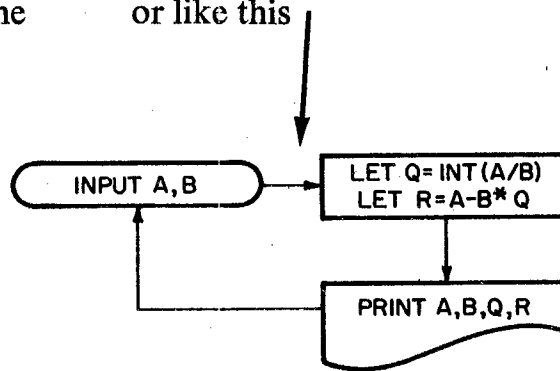 or like this
INPUT A,B
LET Q=INT(A/B)
LET R=A-B* Q
PRINT A,B,Q,R